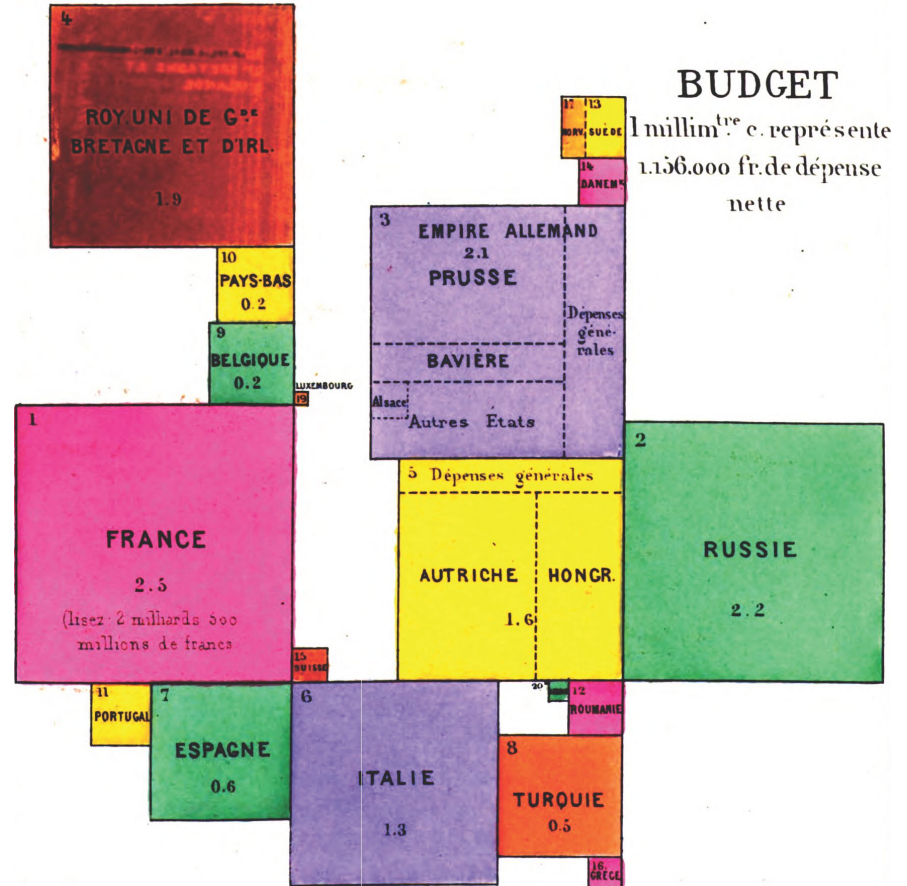 BUDGET
1 millim.tre c. représente
1.156.000 fr. de dépense
nette
4
ROY. UNI DE G.DE
BRETAGNE ET D'IRL.
1.9
17
NORV.
13
SUÈDE
14
DANEM.K
3
EMPIRE ALLEMAND
2.1
PRUSSE
Dépenses
géné-
rales
BAVIÈRE
Alsace
Autres États
10
PAYS-BAS
0.2
9
BELGIQUE
0.2
LUXEMBOURG
19
1
FRANCE
2.5
(lisez: 2 milliards 500
millions de francs
5 Dépenses générales
AUTRICHE
HONGR.
1.6
2
RUSSIE
2.2
15
SUISSE
11
PORTUGAL
7
ESPAGNE
0.6
6
ITALIE
1.3
20
12
ROUMANIE
8
TURQUIE
0.5
16
GRÈCE